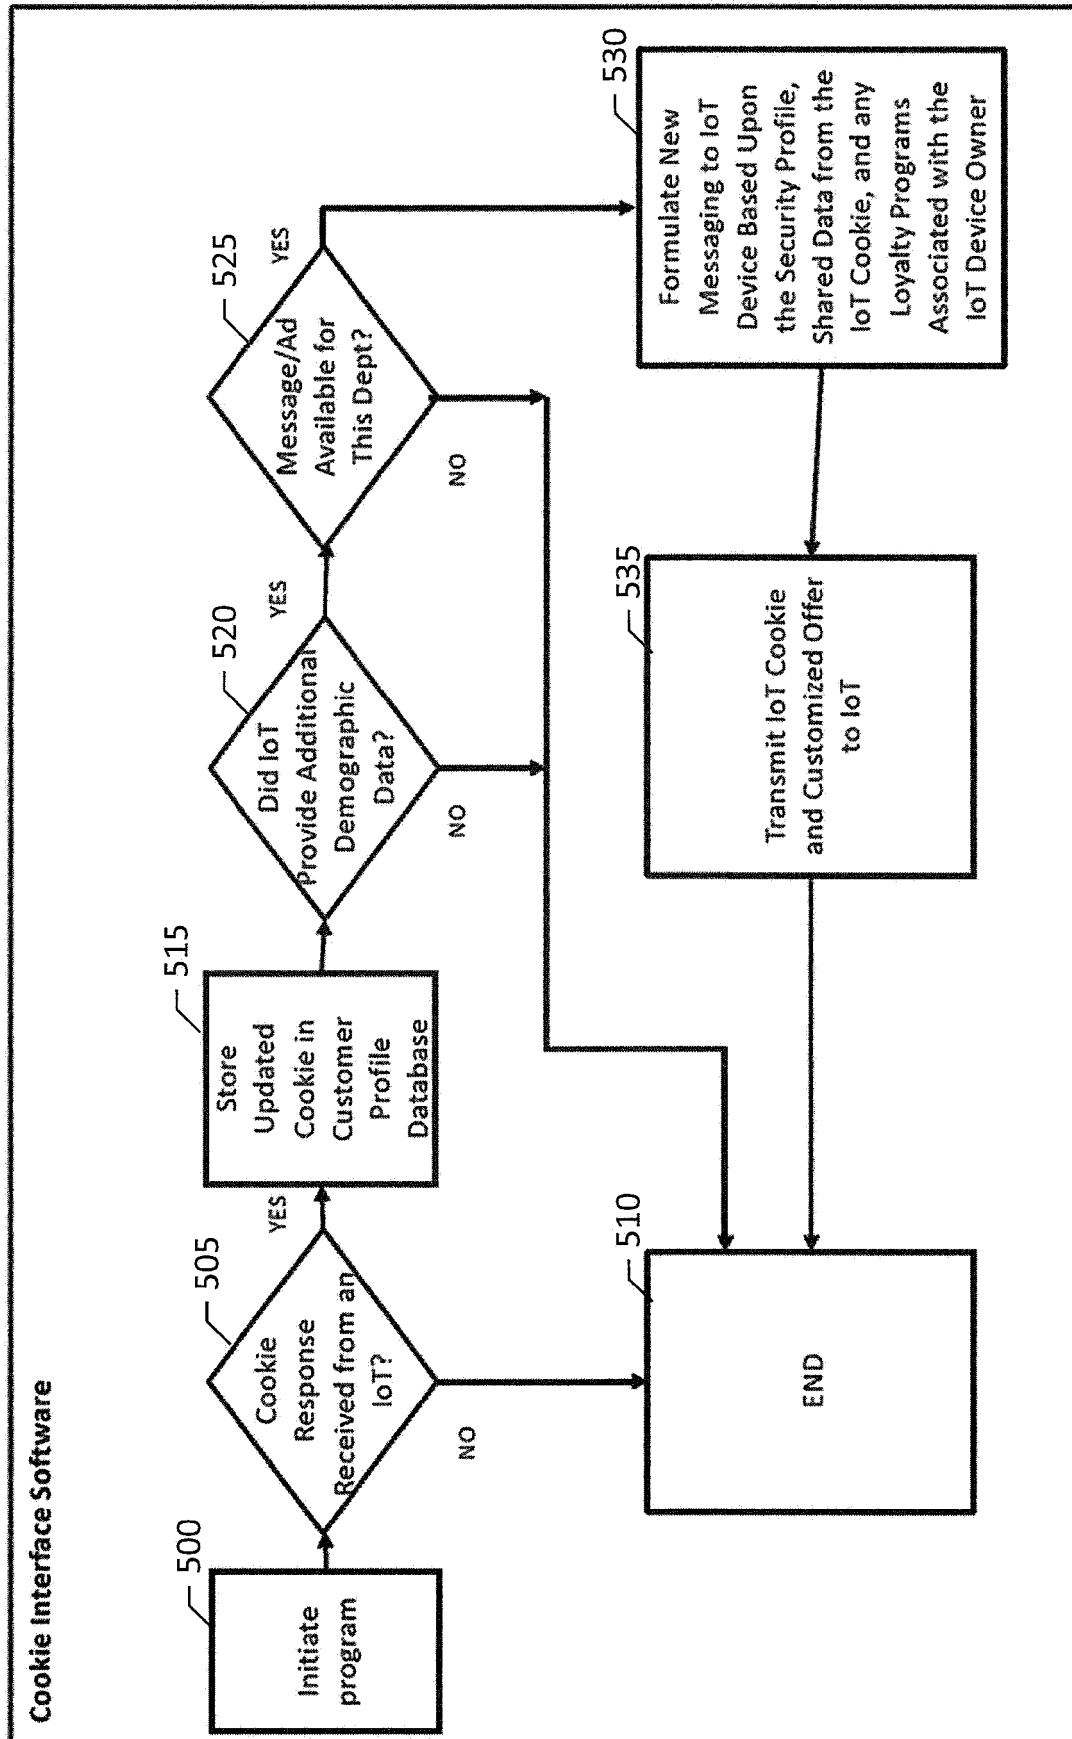 Cookie Interface Software
500
Initiate
program
505
Cookie
Response
Received from an
IoT?
YES
NO
515
Store
Updated
Cookie in
Customer
Profile
Database
520
Did IoT
Provide Additional
Demographic
Data?
YES
NO
525
Message/Ad
Available for
This Dept?
YES
NO
510
END
535
Transmit IoT Cookie
and Customized Offer
to IoT
530
Formulate New
Messaging to IoT
Device Based Upon
the Security Profile,
Shared Data from the
IoT Cookie, and any
Loyalty Programs
Associated with the
IoT Device Owner